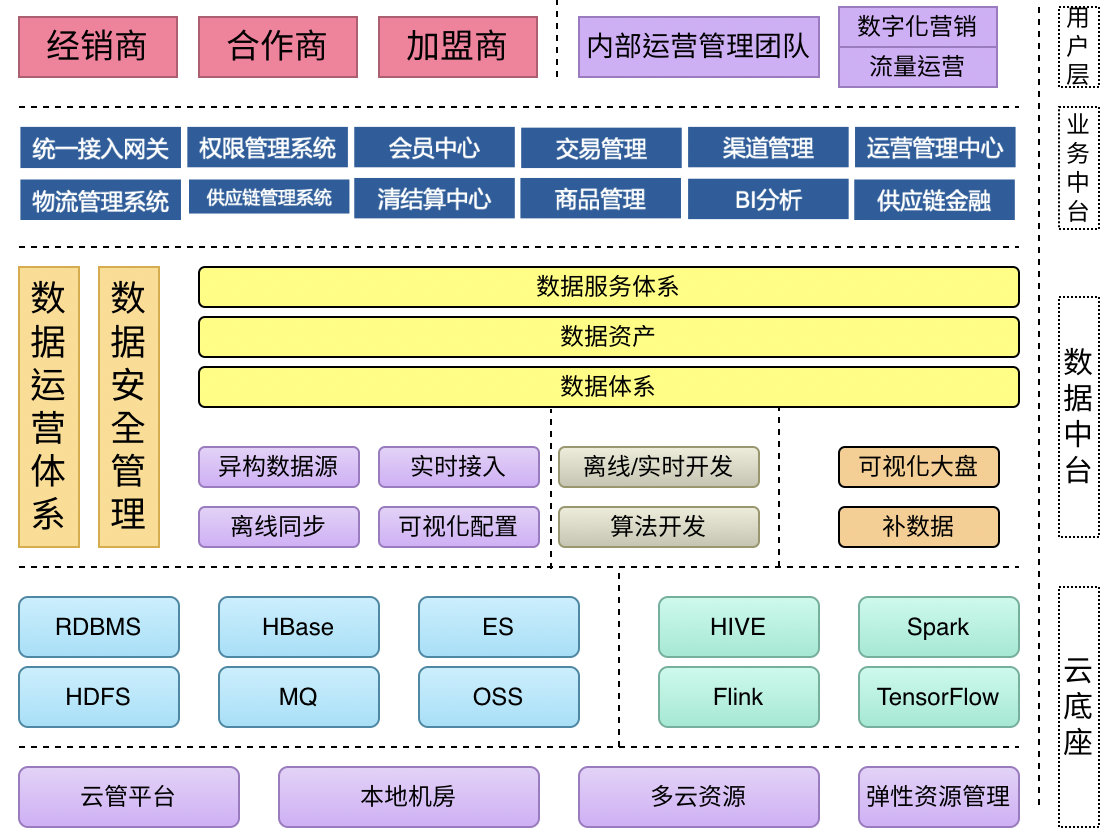 经销商
合作商
加盟商
内部运营管理团队
数字化营销
流量运营
用户层
统一接入网关
权限管理系统
会员中心
交易管理
渠道管理
运营管理中心
物流管理系统
供应链管理系统
清结算中心
商品管理
BI分析
供应链金融
业务中台
数据运营体系
数据安全管理
数据服务体系
数据资产
数据体系
异构数据源
实时接入
离线/实时开发
可视化大盘
离线同步
可视化配置
算法开发
补数据
数据中台
RDBMS
HBase
ES
HIVE
Spark
HDFS
MQ
OSS
Flink
TensorFlow
云管平台
本地机房
多云资源
弹性资源管理
云底座